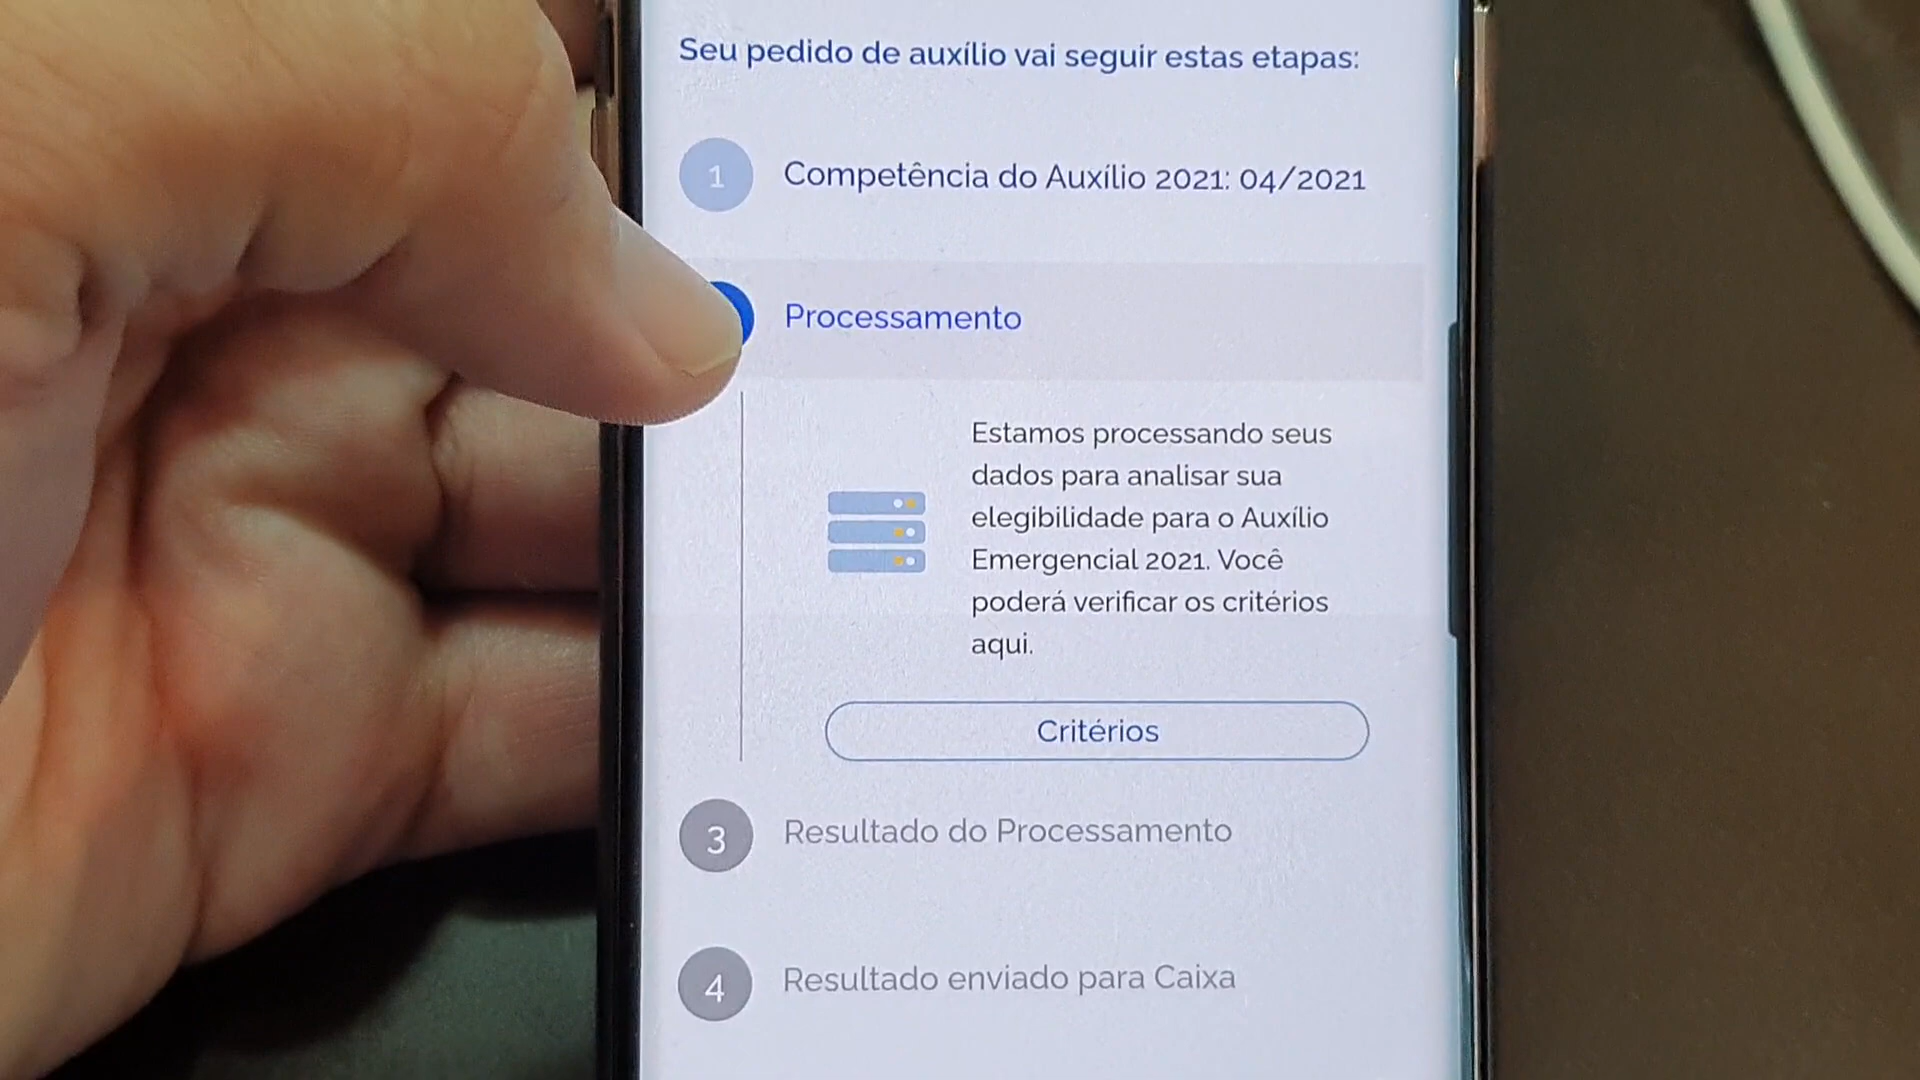 Seu pedido de auxílio vai seguir estas etapas:
1 Competência do Auxílio 2021: 04/2021
Processamento
Estamos processando seus
dados para analisar sua
elegibilidade para o Auxílio
Emergencial 2021. Você
poderá verificar os critérios
aqui.
Critérios
3 Resultado do Processamento
4 Resultado enviado para Caixa